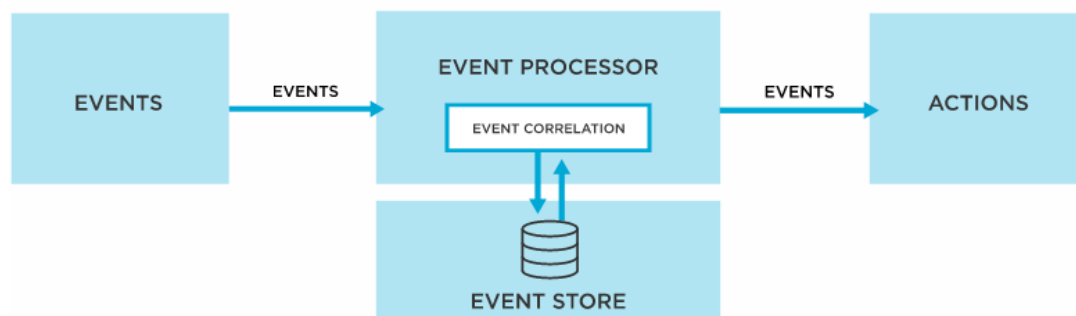 EVENTS
EVENTS
EVENT PROCESSOR
EVENT CORRELATION
EVENTS
ACTIONS
EVENT STORE